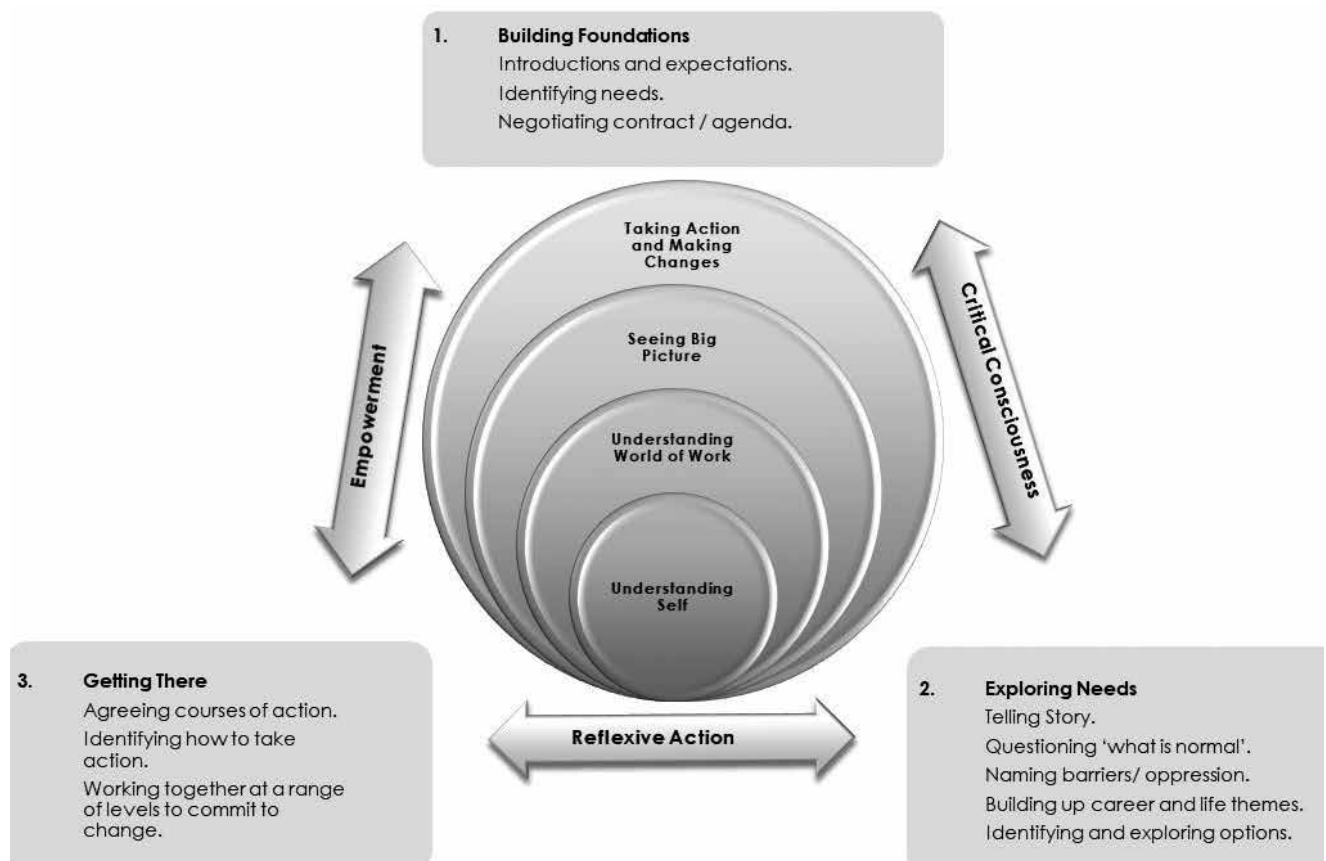 1. Building Foundations
Introductions and expectations.
Identifying needs.
Negotiating contract / agenda.
Taking Action
and Making
Changes
Seeing Big
Picture
Understanding
World of Work
Understanding
Self
Empowerment
Critical Consciousness
Reflexive Action
2. Exploring Needs
Telling Story.
Questioning ‘what is normal’.
Naming barriers/ oppression.
Building up career and life themes.
Identifying and exploring options.
3. Getting There
Agreeing courses of action.
Identifying how to take
action.
Working together at a range
of levels to commit to
change.